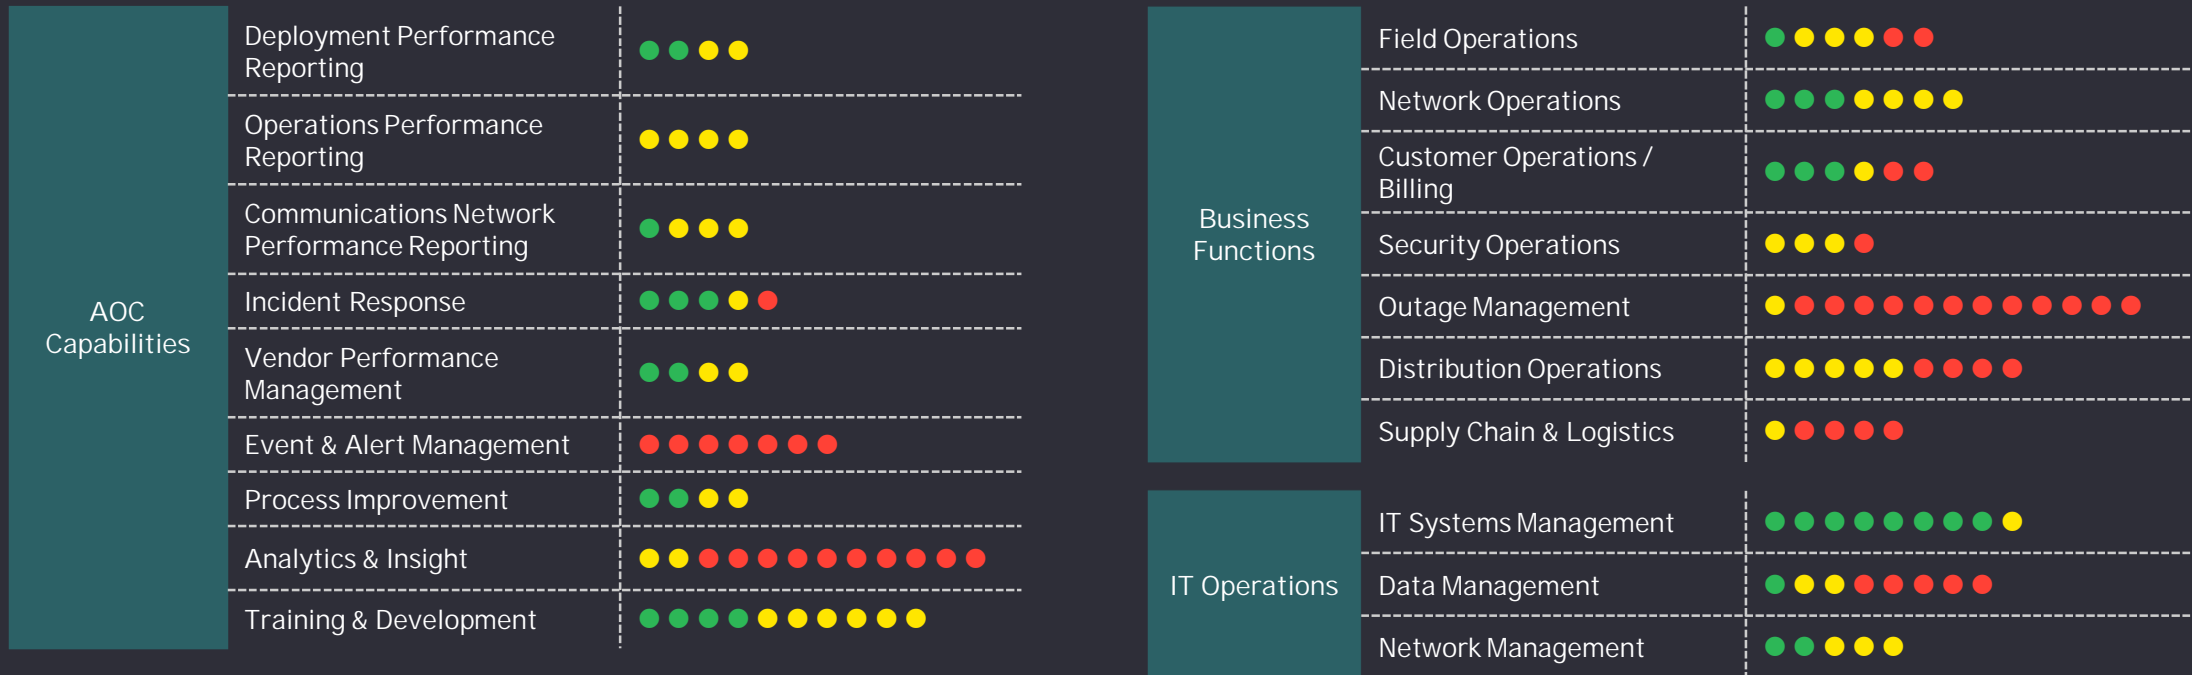 AOC
Capabilities
Deployment Performance
Reporting
Operations Performance
Reporting
Communications Network
Performance Reporting
Incident Response
Vendor Performance
Management
Event & Alert Management
Process Improvement
Analytics & Insight
Training & Development
Business
Functions
Field Operations
Network Operations
Customer Operations /
Billing
Security Operations
Outage Management
Distribution Operations
Supply Chain & Logistics
IT Operations
IT Systems Management
Data Management
Network Management